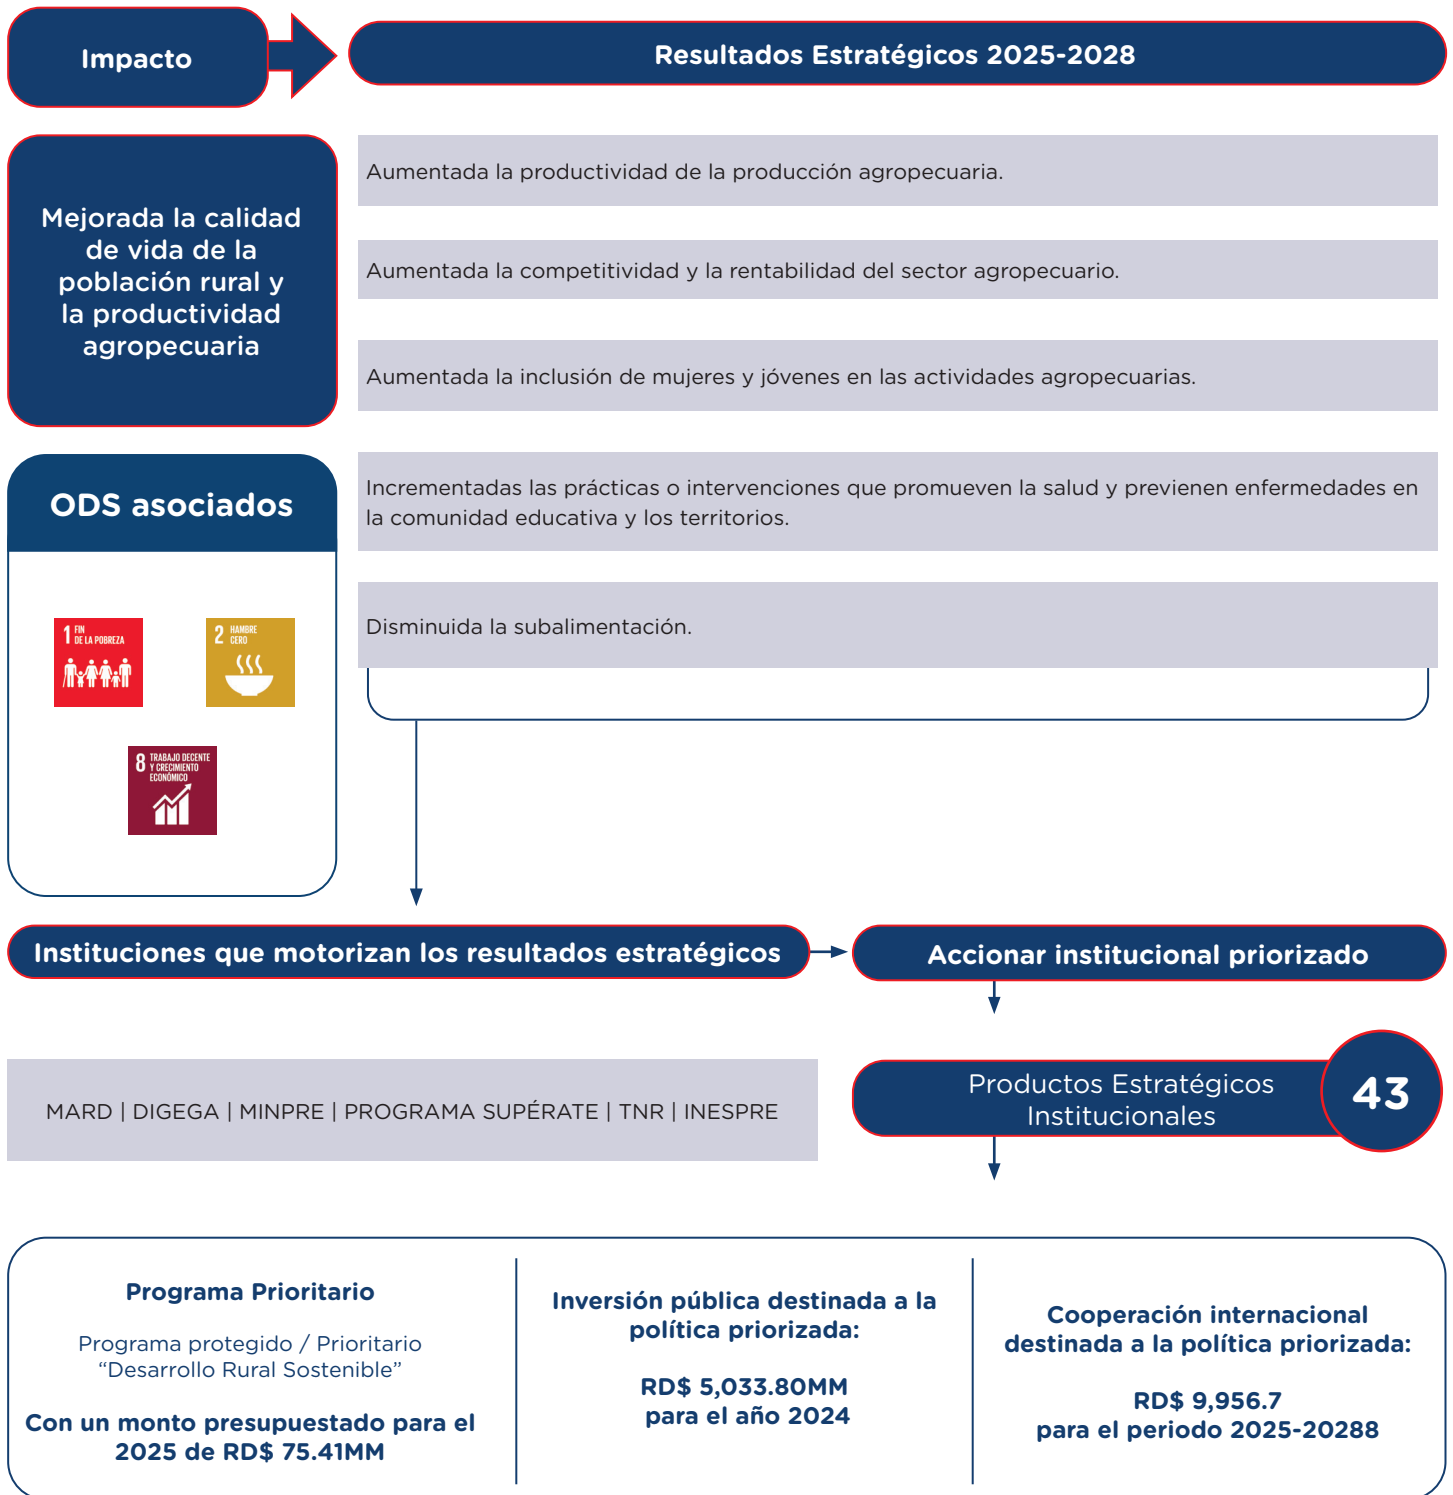 Impacto
Resultados Estratégicos 2025-2028
Mejorada la calidad
de vida de la
población rural y
la productividad
agropecuaria
Aumentada la productividad de la producción agropecuaria.
Aumentada la competitividad y la rentabilidad del sector agropecuario.
Aumentada la inclusión de mujeres y jóvenes en las actividades agropecuarias.
Incrementadas las prácticas o intervenciones que promueven la salud y previenen enfermedades en
la comunidad educativa y los territorios.
Disminuida la subalimentación.
ODS asociados
1 FIN
DE LA POBREZA
2 HAMBRE
CERO
8 TRABAJO DECENTE
Y CRECIMIENTO
ECONÓMICO
Instituciones que motorizan los resultados estratégicos
Accionar institucional priorizado
MARD | DIGEGA | MINPRE | PROGRAMA SUPÉRATE | TNR | INESPRE
Productos Estratégicos
Institucionales
43
Programa Prioritario
Programa protegido / Prioritario
“Desarrollo Rural Sostenible”
Con un monto presupuestado para el
2025 de RD$ 75.41MM
Inversión pública destinada a la
política priorizada:
RD$ 5,033.80MM
para el año 2024
Cooperación internacional
destinada a la política priorizada:
RD$ 9,956.7
para el periodo 2025-20288